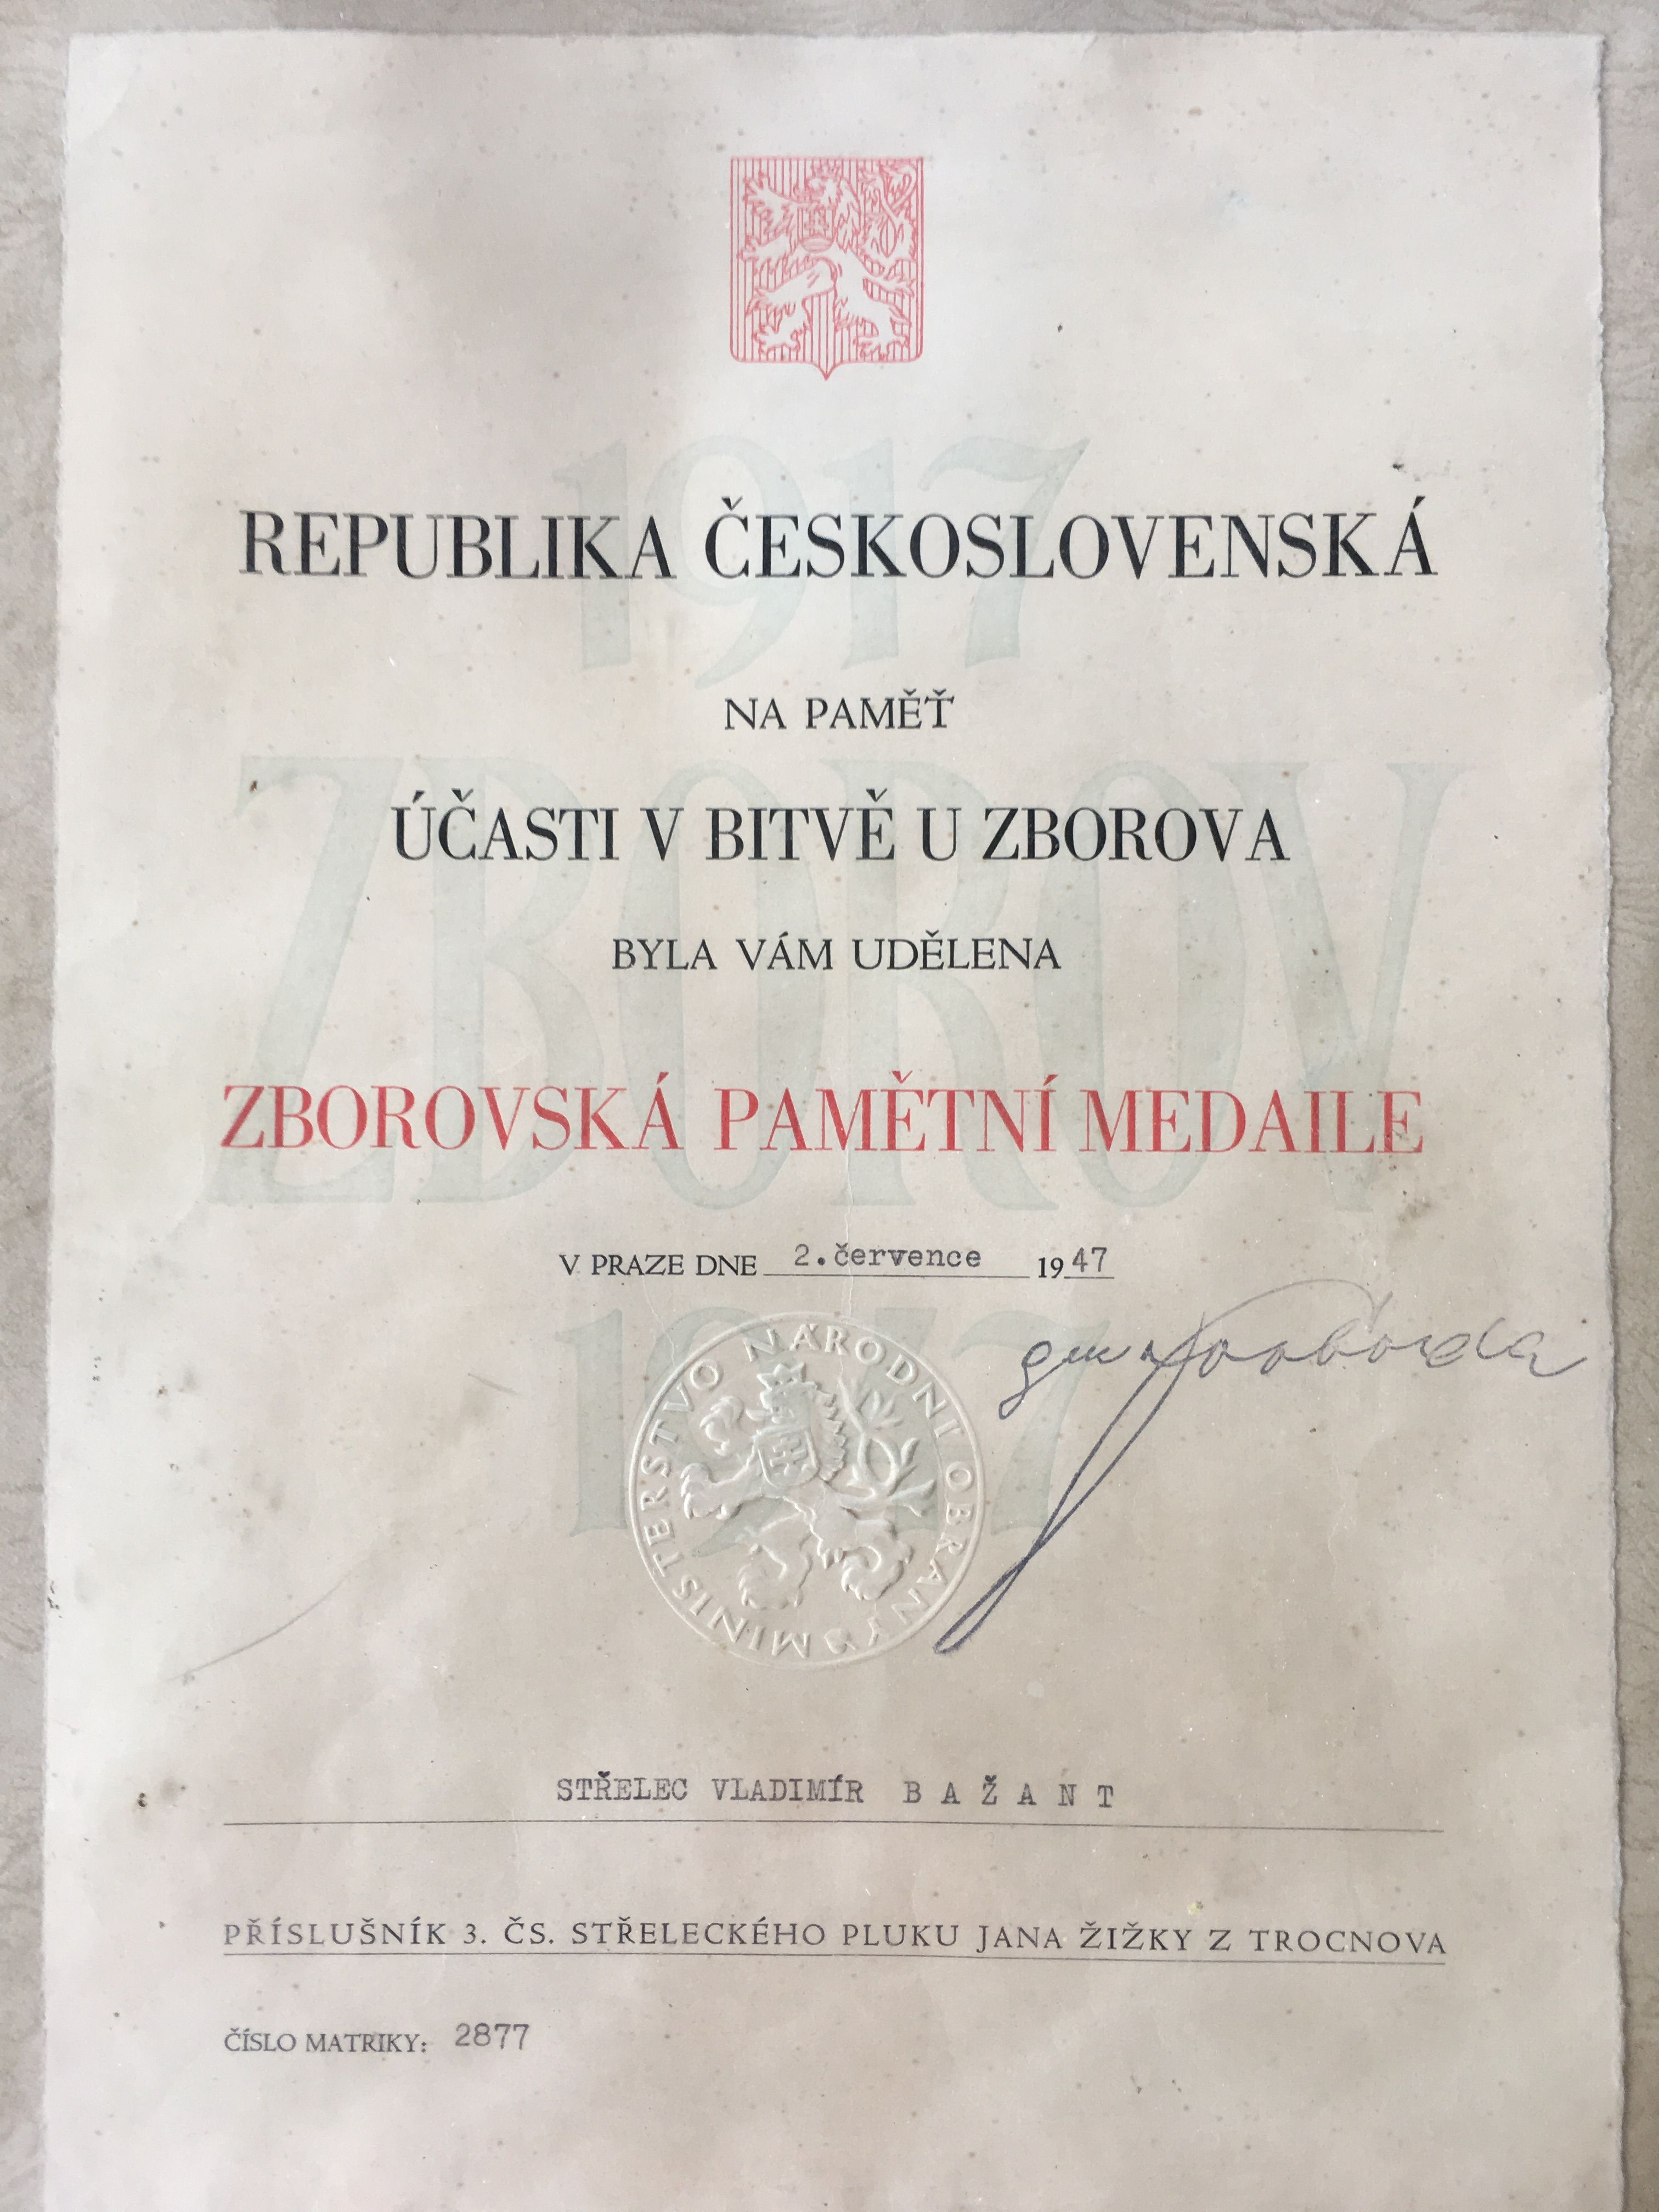 1917
REPUBLIKA ČESKOSLOVENSKÁ
NA PAMĚŤ
ÚČASTI V BITVĚ U ZBOROVA
BYLA VÁM UDĚLENA
ZBOROV
ZBOROVSKÁ PAMĚTNÍ MEDAILE
V PRAZE DNE 2. července 1947
1947
MINISTERSTVO NÁRODNÍ OBRANY
gen Svoboda
STŘELEC VLADIMÍR BAŽANT
PŘÍSLUŠNÍK 3. ČS. STŘELECKÉHO PLUKU JANA ŽIŽKY Z TROCNOVA
ČÍSLO MATRIKY: 2877